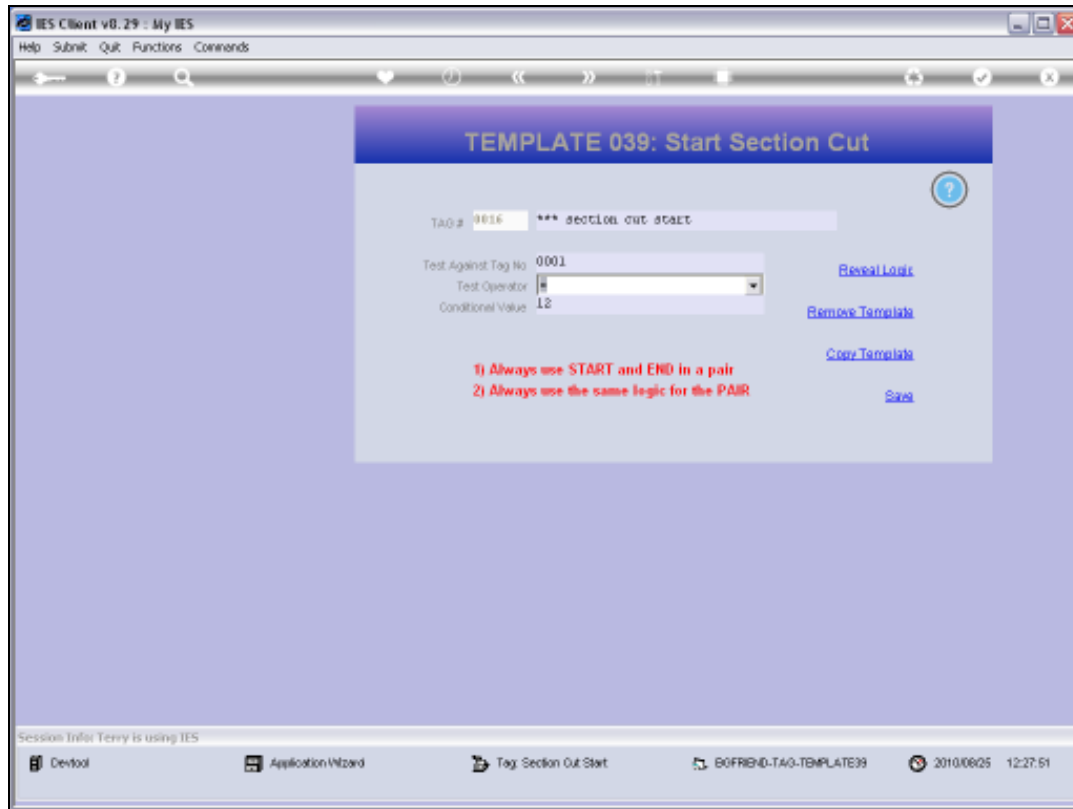 IES Client v8.29 : My IES
Help Submit Quit Functions Commands
TEMPLATE 039: Start Section Cut
TAG # 0016 *** section cut start
Test Against Tag No 0001
Reveal Logic
Test Operator =
Conditional Value 12
Remove Template
Copy Template
1) Always use START and END in a pair
2) Always use the same logic for the PAIR
Save
Session Info: Terry is using IES
Devtool Application Wizard Tag: Section Cut Start BGFRIEND-TAG-TEMPLATE39 2010/08/25 12:27:51